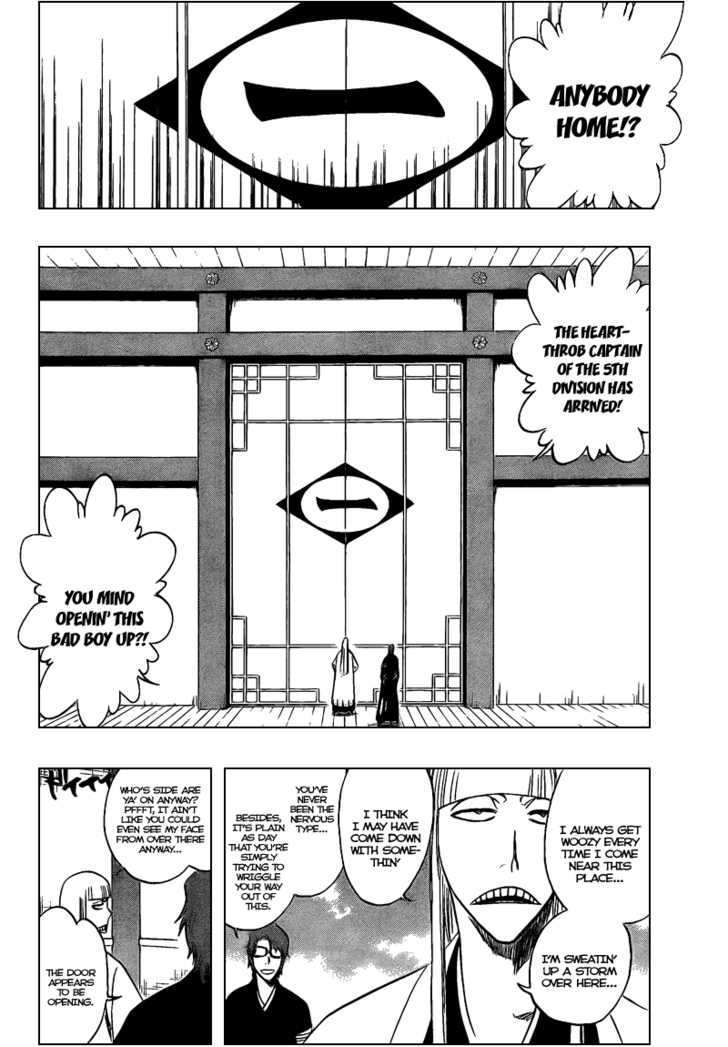 一
ANYBODY
HOME!?
THE HEART-
THROB CAPTAIN
OF THE 5TH
DIVISION HAS
ARRIVED!
一
YOU MIND
OPENIN' THIS
BAD BOY UP?!
I ALWAYS GET
WOOZY EVERY
TIME I COME
NEAR THIS
PLACE...
I'M SWEATIN'
UP A STORM
OVER HERE...
I THINK
I MAY HAVE
COME DOWN
WITH SOME-
THIN'
YOU'VE
NEVER
BEEN THE
NERVOUS
TYPE...
BESIDES,
IT'S PLAIN
AS DAY
THAT YOU'RE
SIMPLY
TRYING TO
WRIGGLE
YOUR WAY
OUT OF
THIS.
WHO'S SIDE ARE
YA' ON ANYWAY?
PFFFT, IT AIN'T
LIKE YOU COULD
EVEN SEE MY FACE
FROM OVER THERE
ANYWAY...
THE DOOR
APPEARS
TO BE
OPENING.